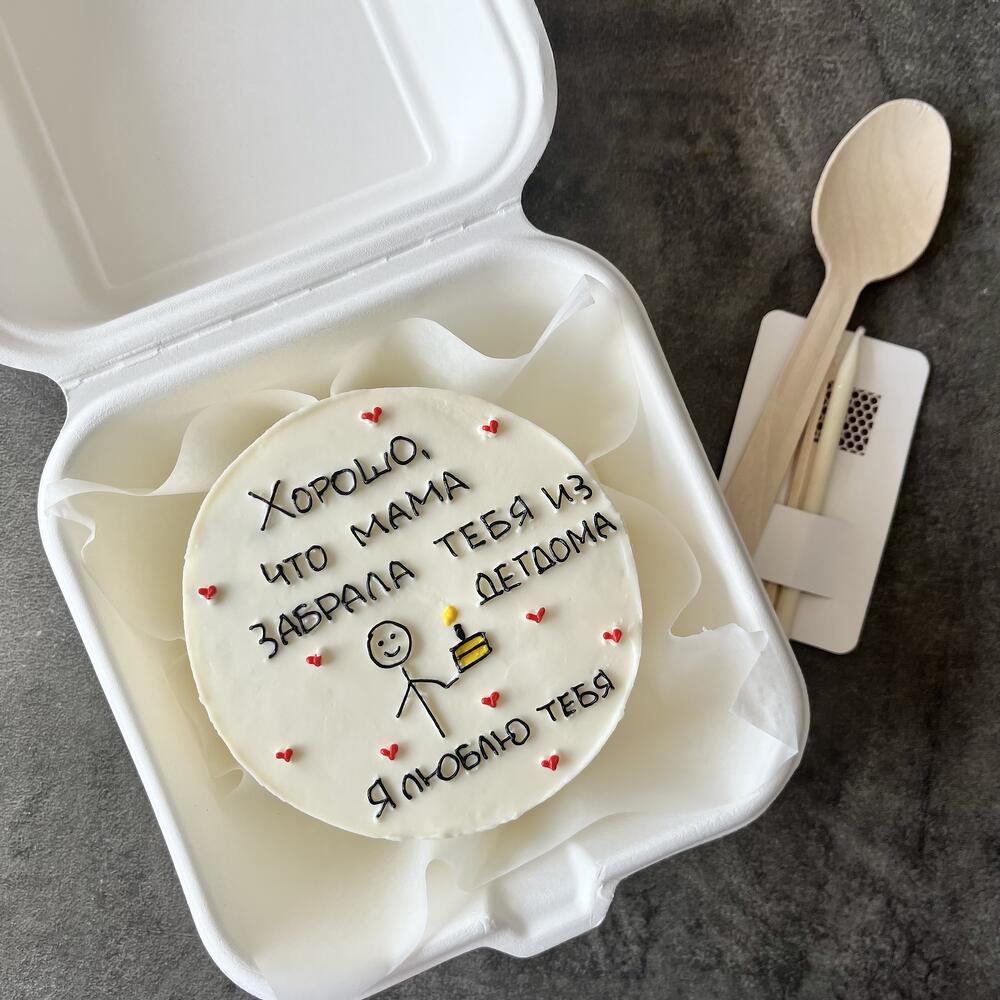 Хорошо,
что мама
забрала тебя из
детдома
Я люблю тебя